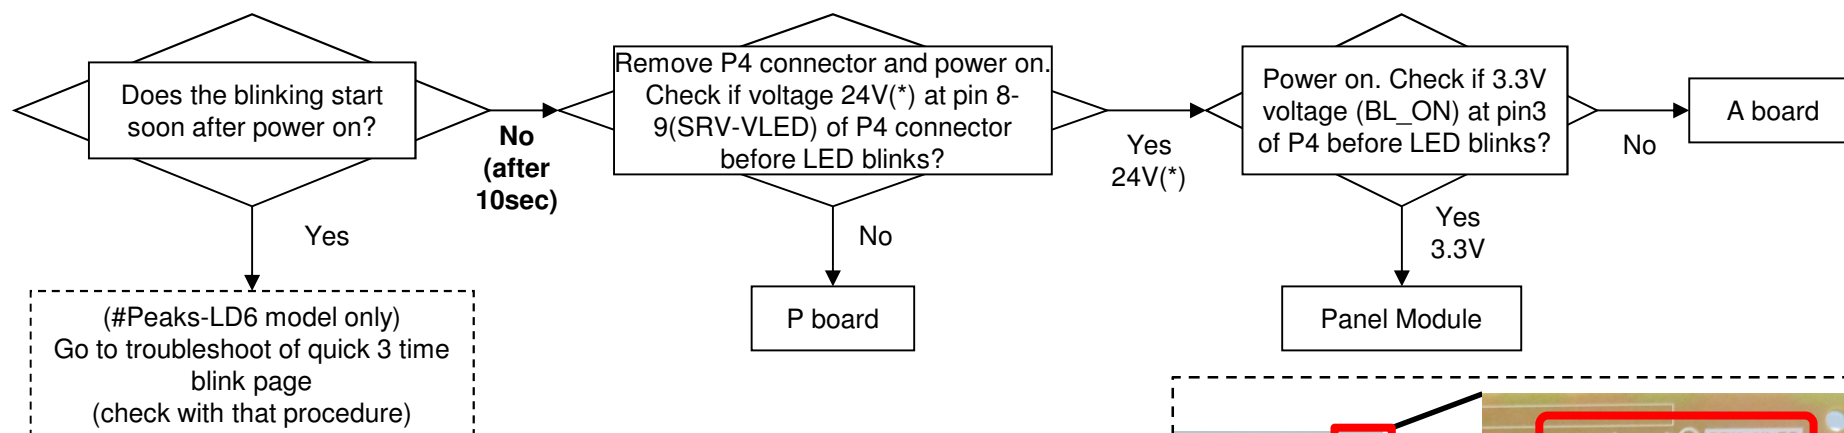 Does the blinking start
soon after power on?
No
(after
10sec)
Yes
(#Peaks-LD6 model only)
Go to troubleshoot of quick 3 time
blink page
(check with that procedure)
Remove P4 connector and power on.
Check if voltage 24V(*) at pin 8-
9(SRV-VLED) of P4 connector
before LED blinks?
Yes
24V(*)
No
P board
Power on. Check if 3.3V
voltage (BL_ON) at pin3
of P4 before LED blinks?
No
A board
Yes
3.3V
Panel Module